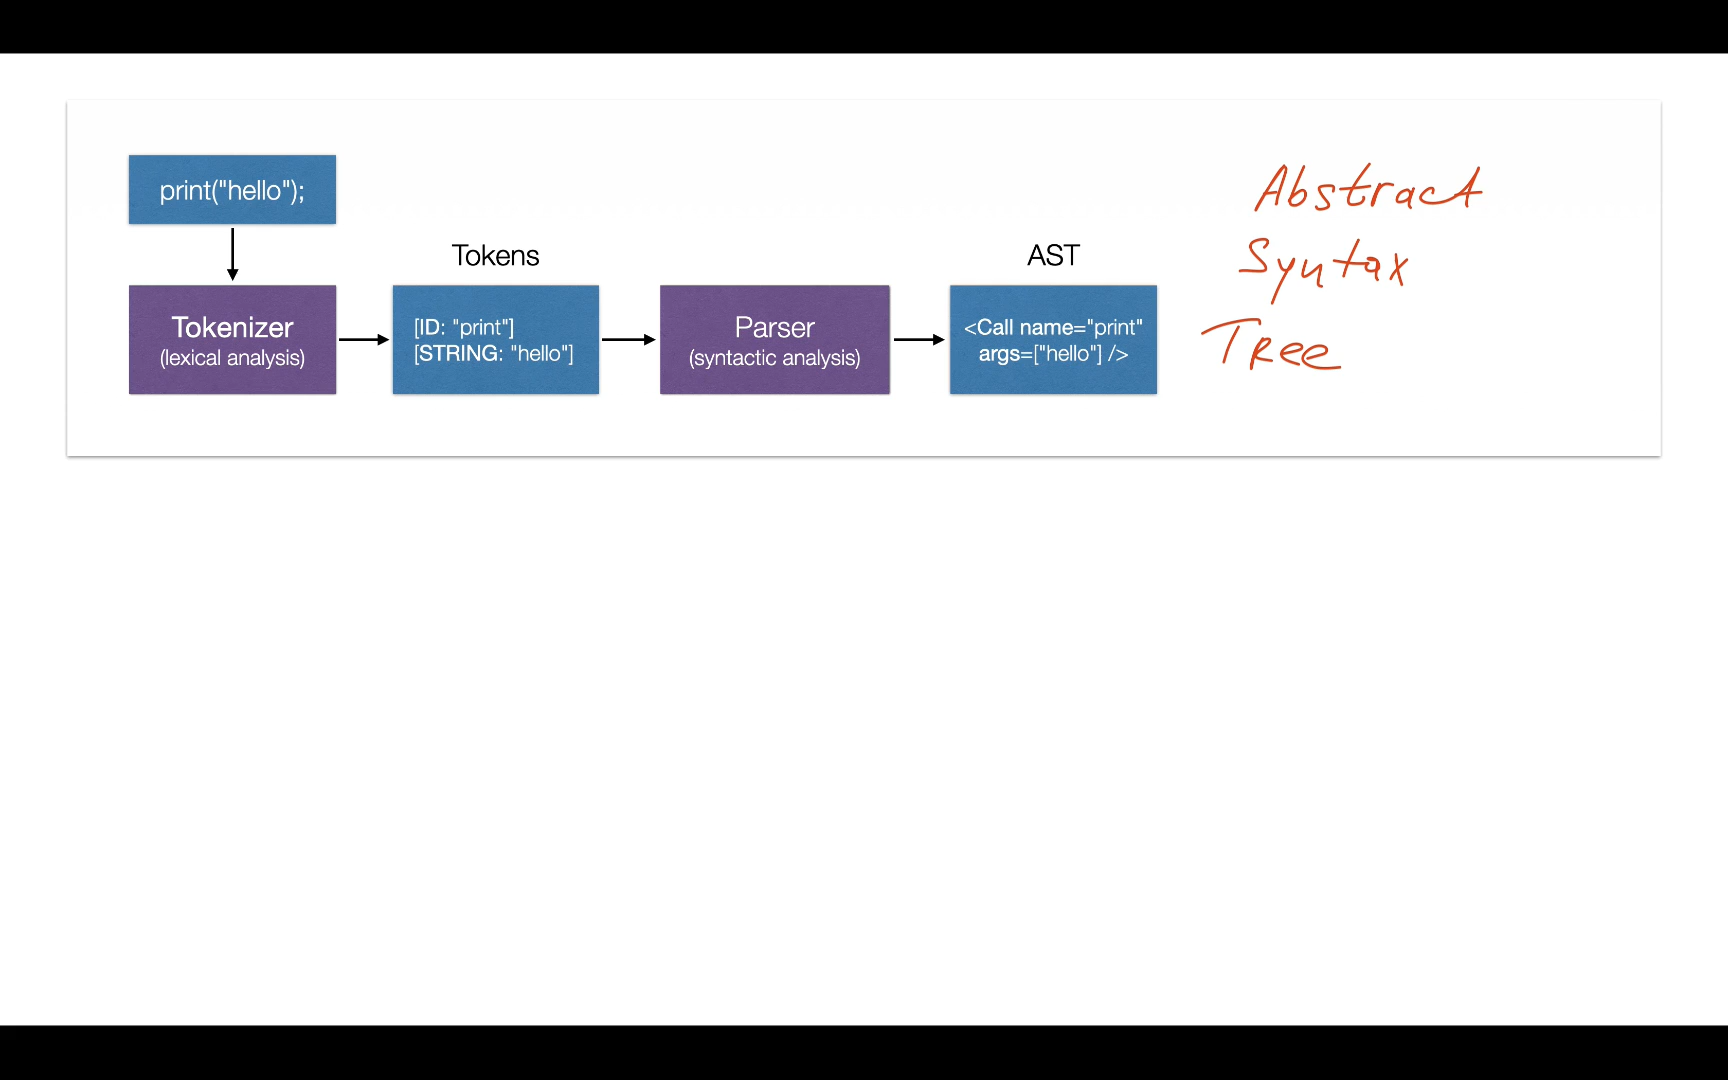 print("hello");
Tokenizer
(lexical analysis)
Tokens
[ID: "print"]
[STRING: "hello"]
Parser
(syntactic analysis)
AST
<Call name="print"
args=["hello"] />
Abstract
Syntax
Tree